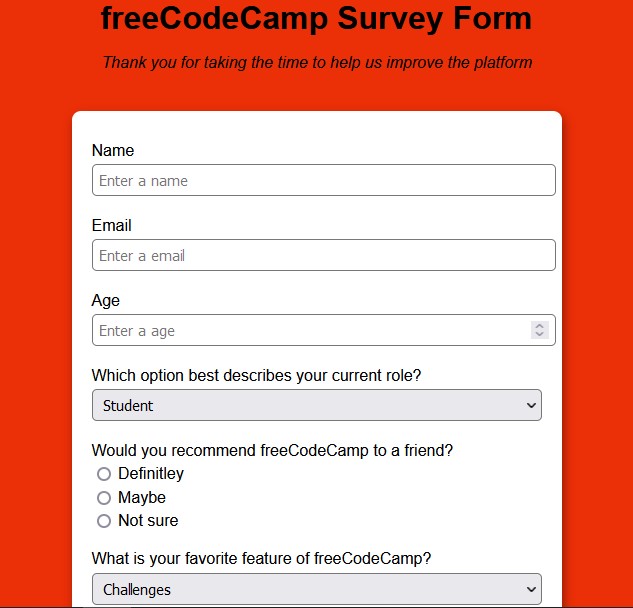 freeCodeCamp Survey Form
Thank you for taking the time to help us improve the platform
Name
Enter a name
Email
Enter a email
Age
Enter a age
Which option best describes your current role?
Student
Would you recommend freeCodeCamp to a friend?
Definitley
Maybe
Not sure
What is your favorite feature of freeCodeCamp?
Challenges